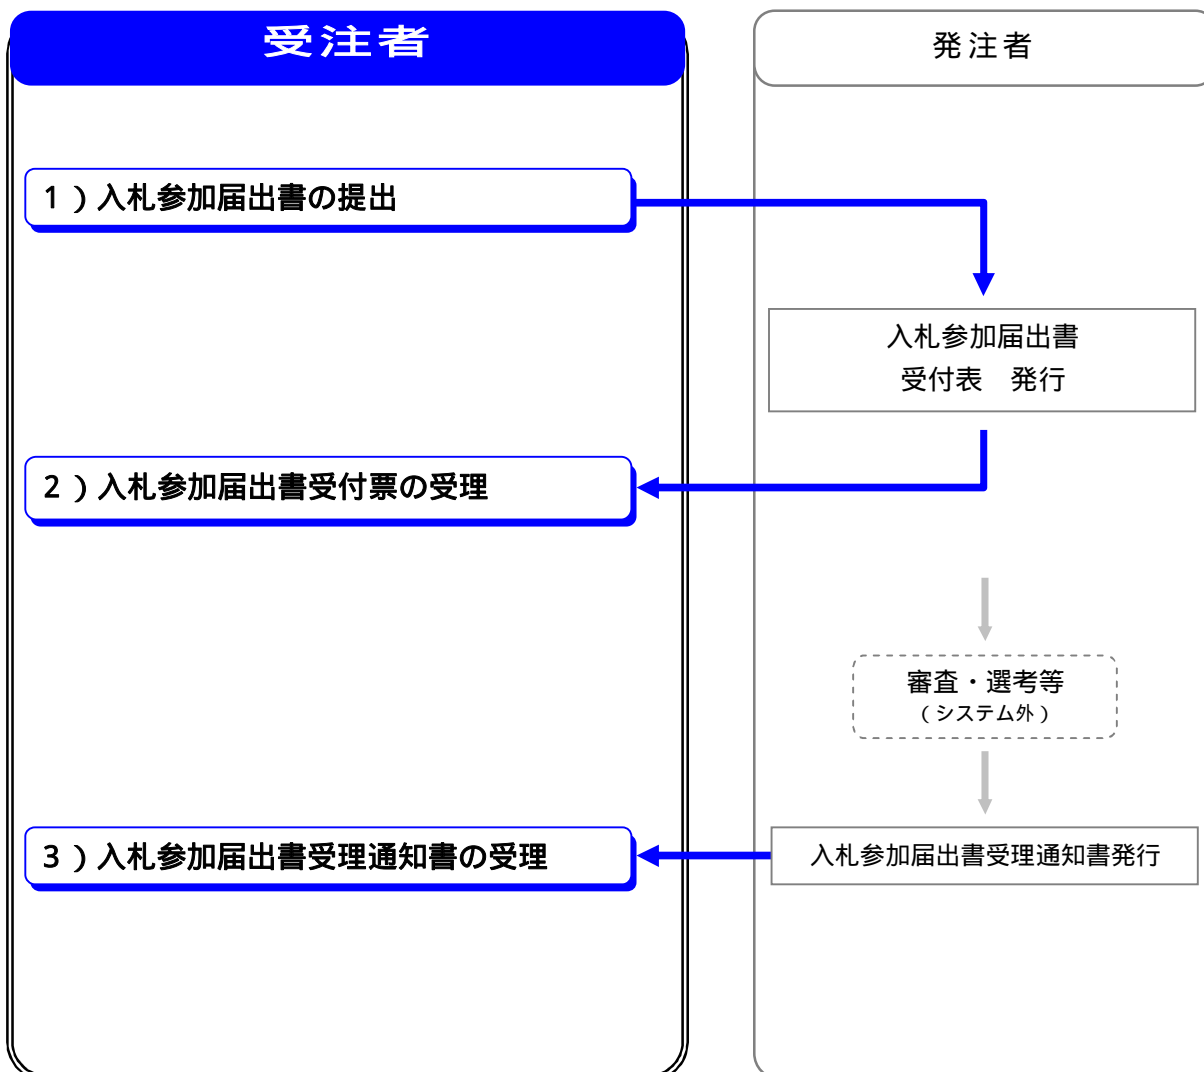 受注者
発注者
1）入札参加届出書の提出
入札参加届出書
受付表　発行
2）入札参加届出書受付票の受理
審査・選考等
（システム外）
3）入札参加届出書受理通知書の受理
入札参加届出書受理通知書発行